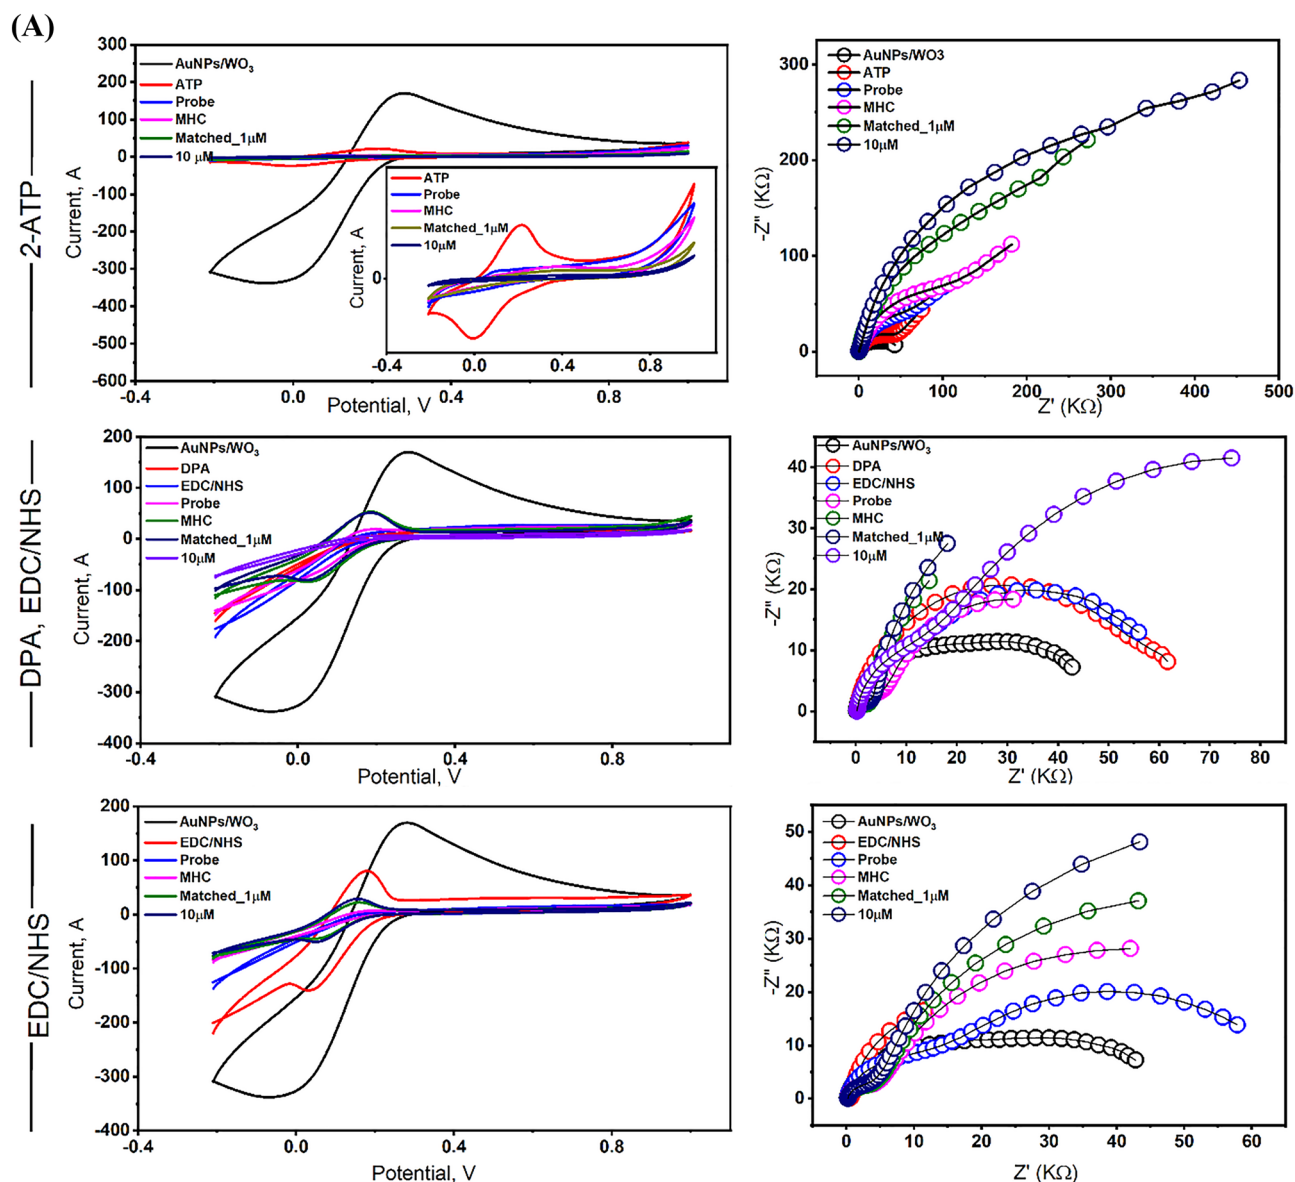 (A)
2-ATP
300
200
100
0
-100
-200
-300
-400
-500
-600
Current, A
AuNPs/WO₃
ATP
Probe
MHC
Matched_1μM
10 μM
-0.4
0.0
0.4
0.8
Potential, V
ATP
Probe
MHC
Matched_1μM
10μM
Current, A
0
-0.4
0.0
0.4
0.8
300
200
100
0
-Z" (KΩ)
AuNPs/WO3
ATP
Probe
MHC
Matched_1μM
10μM
0
100
200
300
400
500
Z' (KΩ)
DPA, EDC/NHS
200
100
0
-100
-200
-300
-400
Current, A
AuNPs/WO₃
DPA
EDC/NHS
Probe
MHC
Matched_1μM
10μM
-0.4
0.0
0.4
0.8
Potential, V
40
30
20
10
0
-Z" (KΩ)
AuNPs/WO₃
DPA
EDC/NHS
Probe
MHC
Matched_1μM
10μM
0
10
20
30
40
50
60
70
80
Z' (KΩ)
EDC/NHS
200
100
0
-100
-200
-300
-400
Current, A
AuNPs/WO₃
EDC/NHS
Probe
MHC
Matched_1μM
10μM
-0.4
0.0
0.4
0.8
Potential, V
50
40
30
20
10
0
-Z" (KΩ)
AuNPs/WO₃
EDC/NHS
Probe
MHC
Matched_1μM
10μM
0
10
20
30
40
50
60
Z' (KΩ)